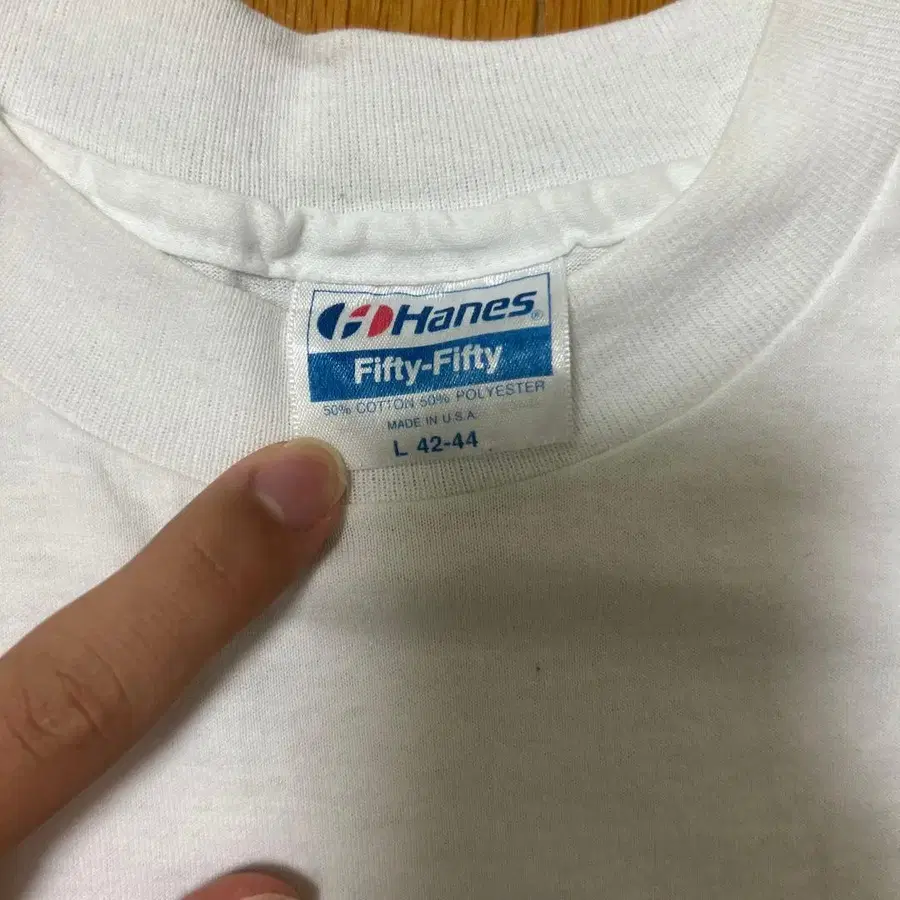 Hanes®
Fifty-Fifty
50% COTTON 50% POLYESTER
MADE IN U.S.A.
L 42-44